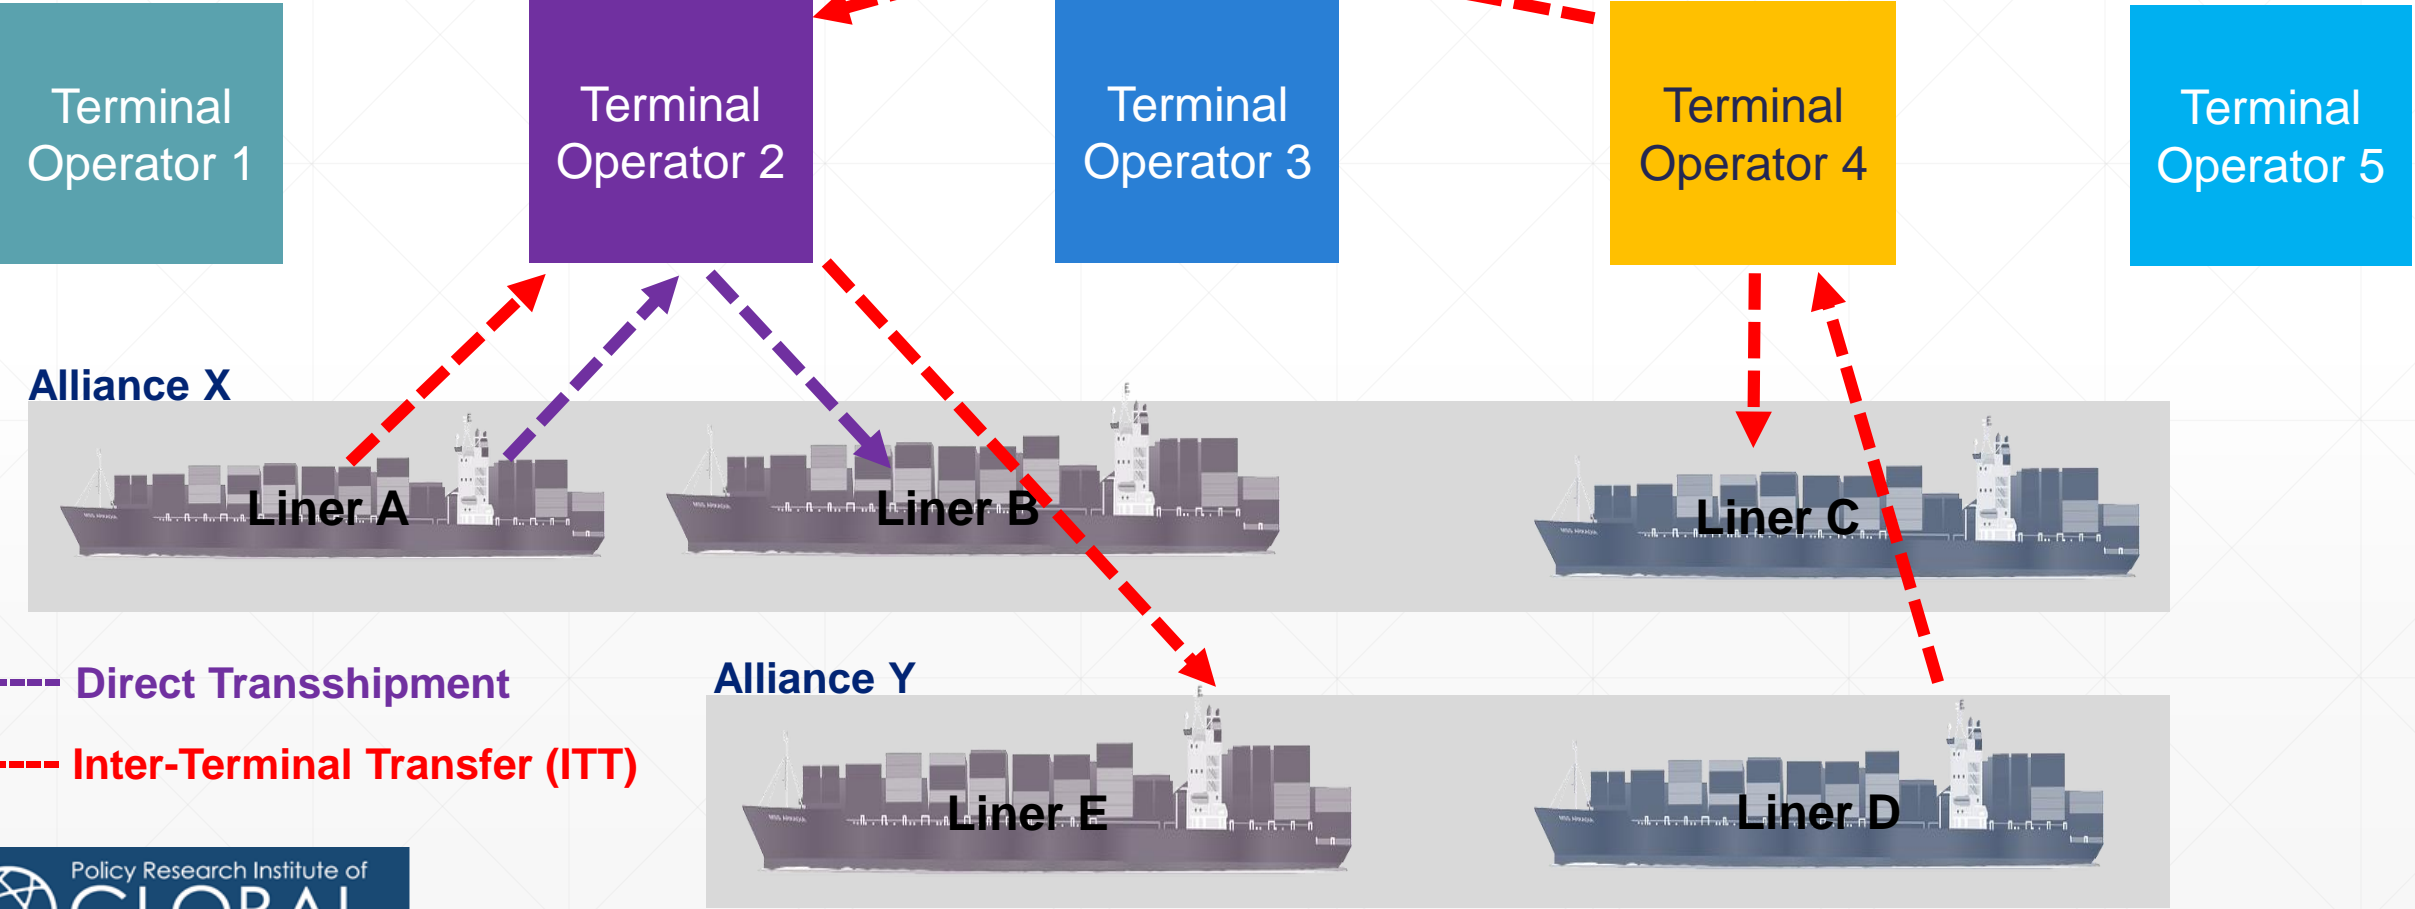 Terminal
Operator 1
Terminal
Operator 2
Terminal
Operator 3
Terminal
Operator 4
Terminal
Operator 5
Alliance X
Liner A
Liner B
Liner C
Direct Transshipment
Inter-Terminal Transfer (ITT)
Alliance Y
Liner E
Liner D
Policy Research Institute of
GLOBAL